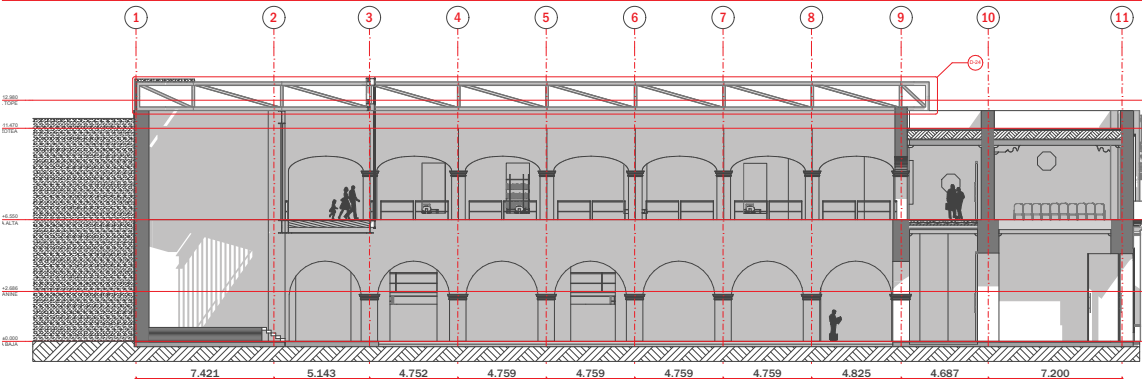 1 2 3 4 5 6 7 8 9 10 11
D-24
12.980
TOPE
11.470
+6.550
ALTA
+2.686
ANINE
±0.000
BAJA
7.421 5.143 4.752 4.759 4.759 4.759 4.759 4.825 4.687 7.200